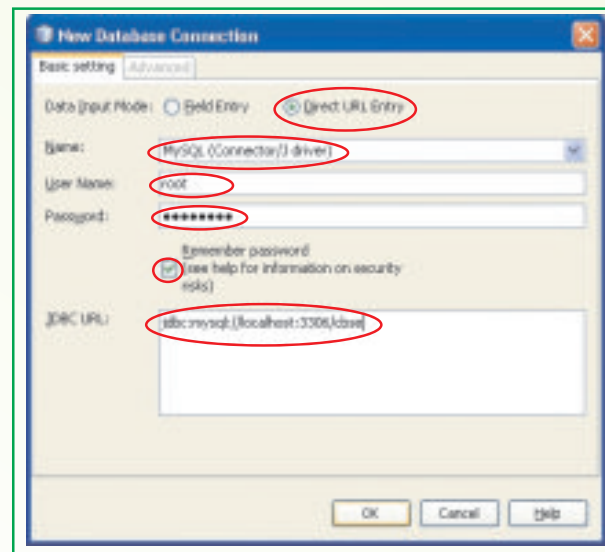 New Database Connection
Basic setting Advanced
Data Input Mode: Field Entry Direct URL Entry
Name: MySQL (Connector/J driver)
User Name: root
Password: ●●●●●●●●
Remember password
(see help for information on security
risks)
JDBC URL: jdbc:mysql://localhost:3306/cbse
OK Cancel Help